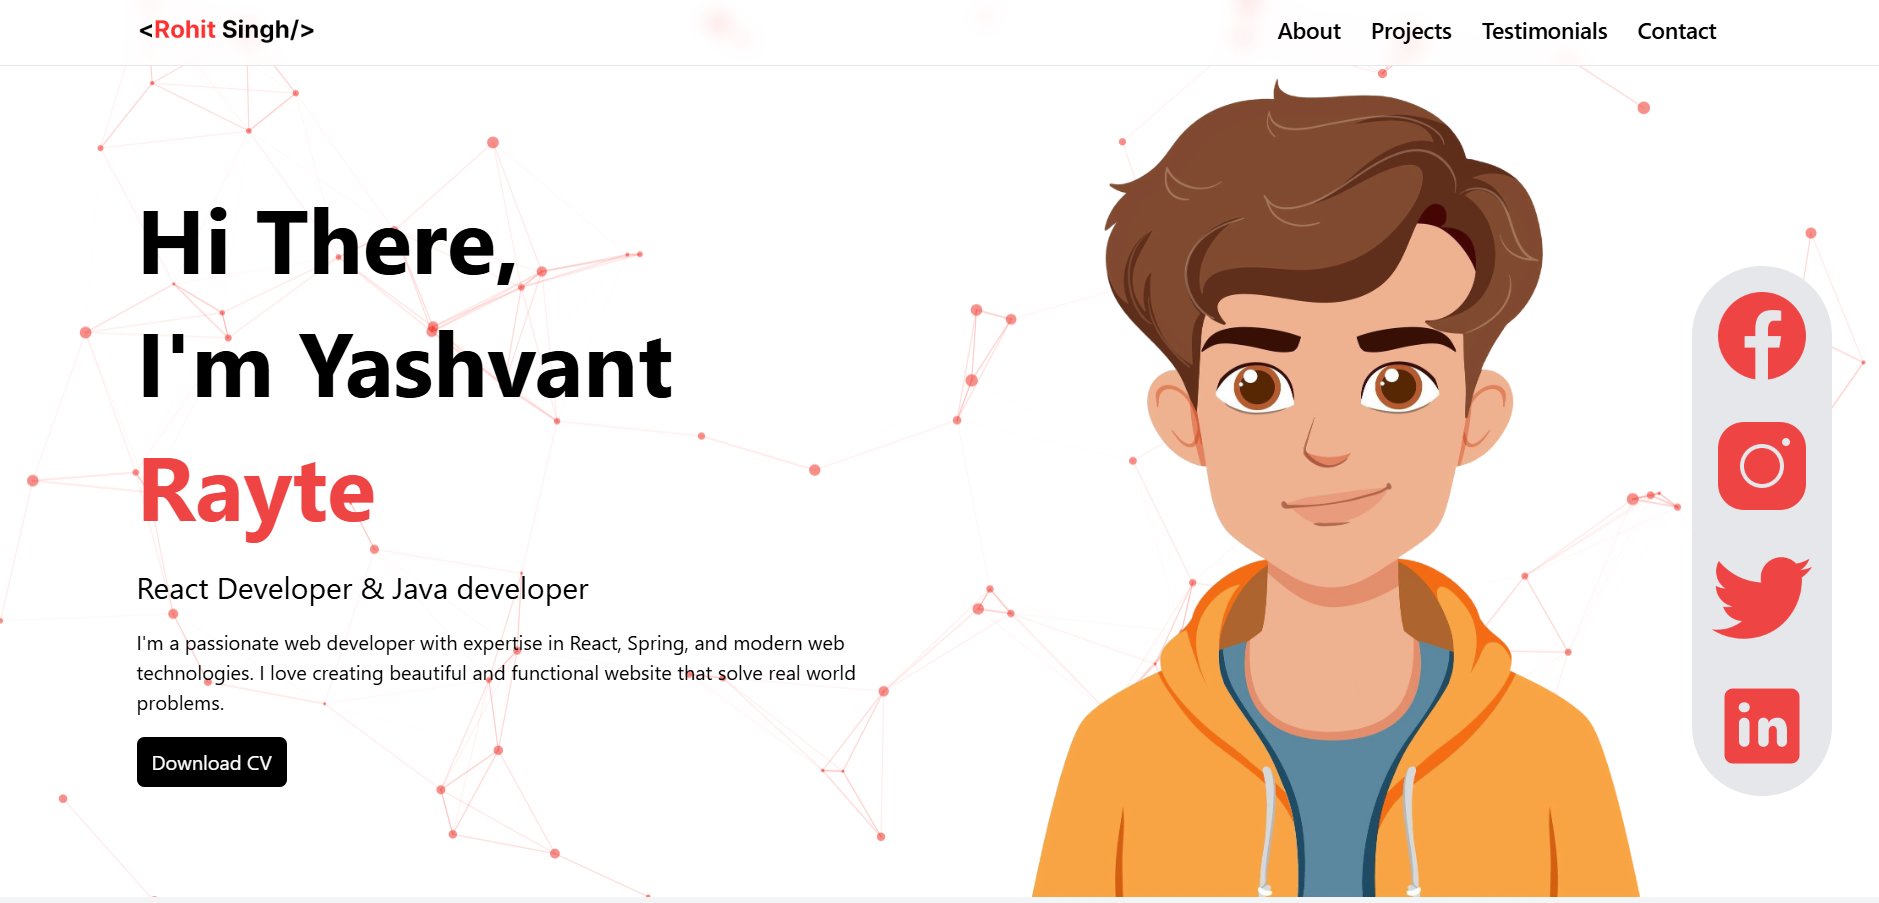 <Rohit Singh/>
About Projects Testimonials Contact
Hi There,
I'm Yashvant
Rayte
React Developer & Java developer
I'm a passionate web developer with expertise in React, Spring, and modern web
technologies. I love creating beautiful and functional website that solve real world
problems.
Download CV
in